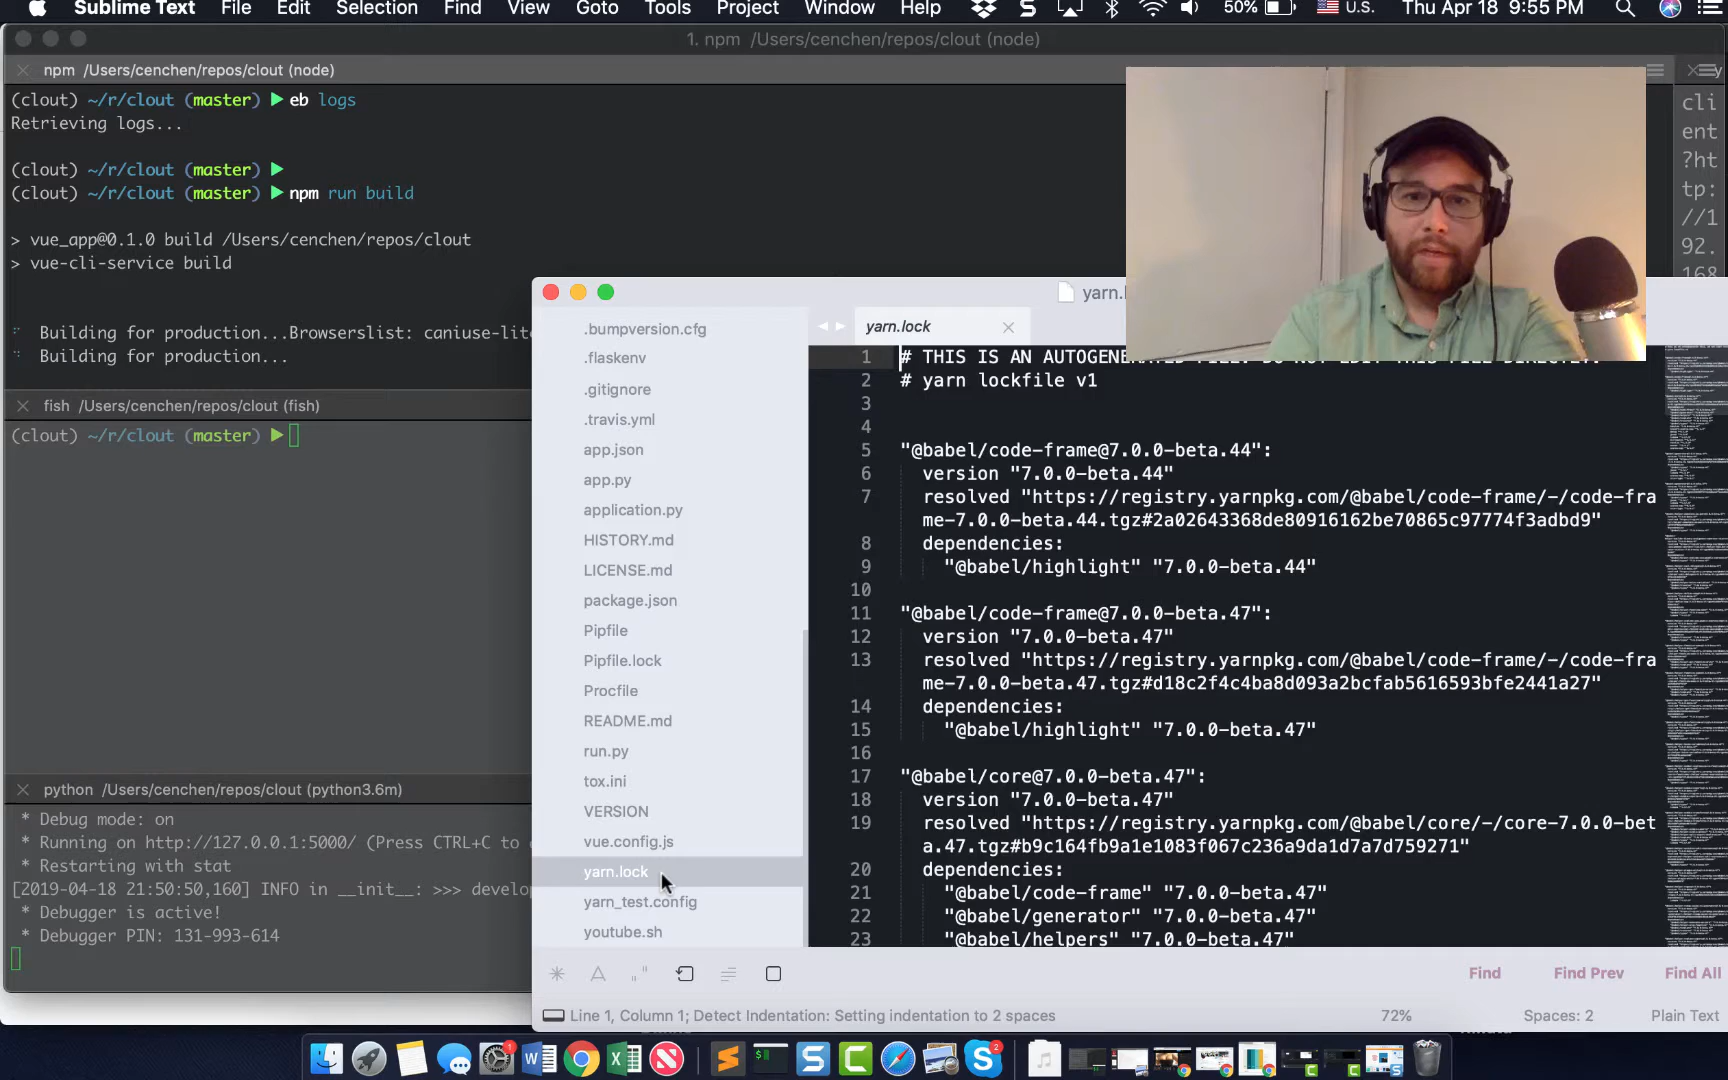 Sublime Text File Edit Selection Find View Goto Tools Project Window Help 50% U.S. Thu Apr 18 9:55 PM
1. npm /Users/cenchen/repos/clout (node)
npm /Users/cenchen/repos/clout (node)
(clout) ~/r/clout (master) ▶ eb logs
Retrieving logs...
(clout) ~/r/clout (master) ▶
(clout) ~/r/clout (master) ▶ npm run build
> vue_app@0.1.0 build /Users/cenchen/repos/clout
> vue-cli-service build
Building for production...Browserslist:
Building for production...
fish /Users/cenchen/repos/clout (fish)
(clout) ~/r/clout (master) ▶
python /Users/cenchen/repos/clout (python3.6m)
* Debug mode: on
* Running on http://127.0.0.1:5000/ (Press CTRL+C to
* Restarting with stat
[2019-04-18 21:50:50,160] INFO in __init__: >>> develo
* Debugger is active!
* Debugger PIN: 131-993-614
cli
ent
?ht
tp:
//1
92.
168
.bumpversion.cfg
.flaskenv
.gitignore
.travis.yml
app.json
app.py
application.py
HISTORY.md
LICENSE.md
package.json
Pipfile
Pipfile.lock
Procfile
README.md
run.py
tox.ini
VERSION
vue.config.js
yarn.lock
yarn_test.config
youtube.sh
yarn.l
yarn.lock
1 # THIS IS AN AUTOGENERATED FILE. DO NOT EDIT THIS FILE DIRECTLY.
2 # yarn lockfile v1
3
4
5 "@babel/code-frame@7.0.0-beta.44":
6 version "7.0.0-beta.44"
7 resolved "https://registry.yarnpkg.com/@babel/code-frame/-/code-fra
me-7.0.0-beta.44.tgz#2a02643368de80916162be70865c97774f3adbd9"
8 dependencies:
9 "@babel/highlight" "7.0.0-beta.44"
10
11 "@babel/code-frame@7.0.0-beta.47":
12 version "7.0.0-beta.47"
13 resolved "https://registry.yarnpkg.com/@babel/code-frame/-/code-fra
me-7.0.0-beta.47.tgz#d18c2f4c4ba8d093a2bcfab5616593bfe2441a27"
14 dependencies:
15 "@babel/highlight" "7.0.0-beta.47"
16
17 "@babel/core@7.0.0-beta.47":
18 version "7.0.0-beta.47"
19 resolved "https://registry.yarnpkg.com/@babel/core/-/core-7.0.0-bet
a.47.tgz#b9c164fb9a1e1083f067c236a9da1d7a7d759271"
20 dependencies:
21 "@babel/code-frame" "7.0.0-beta.47"
22 "@babel/generator" "7.0.0-beta.47"
23 "@babel/helpers" "7.0.0-beta.47"
Find Find Prev Find All
Line 1, Column 1; Detect Indentation: Setting indentation to 2 spaces 72% Spaces: 2 Plain Text